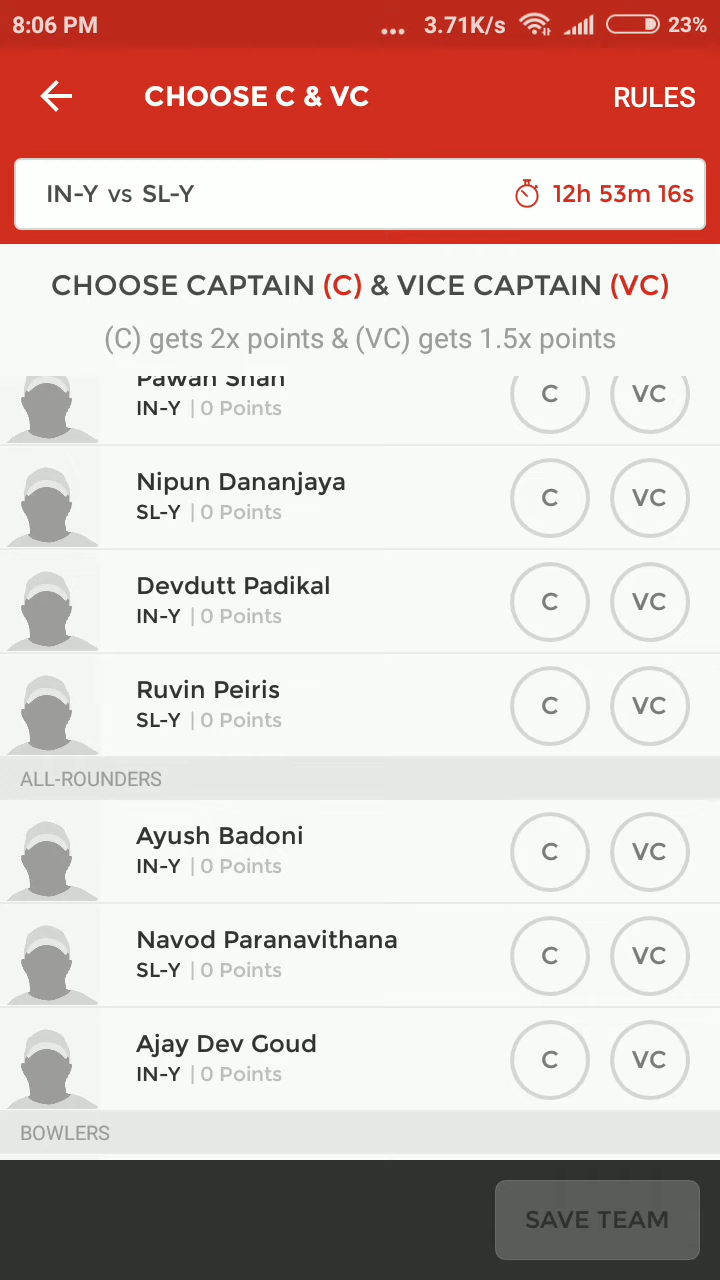 8:06 PM ... 3.71K/s 23%
CHOOSE C & VC RULES
IN-Y vs SL-Y 12h 53m 16s
CHOOSE CAPTAIN (C) & VICE CAPTAIN (VC)
(C) gets 2x points & (VC) gets 1.5x points
Pawan Shah
IN-Y | 0 Points C VC
Nipun Dananjaya
SL-Y | 0 Points C VC
Devdutt Padikal
IN-Y | 0 Points C VC
Ruvin Peiris
SL-Y | 0 Points C VC
ALL-ROUNDERS
Ayush Badoni
IN-Y | 0 Points C VC
Navod Paranavithana
SL-Y | 0 Points C VC
Ajay Dev Goud
IN-Y | 0 Points C VC
BOWLERS
SAVE TEAM